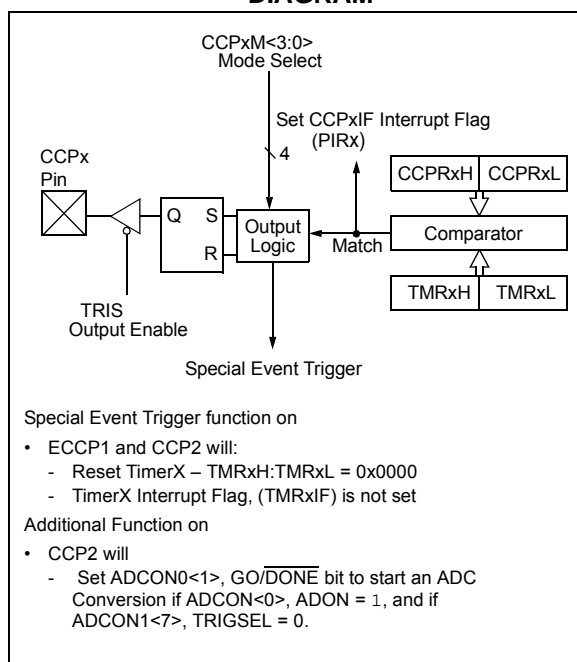 DIAGRAM
CCPxM<3:0>
Mode Select
Set CCPxIF Interrupt Flag
(PIRx)
4
CCPx
Pin
CCPRxH CCPRxL
Q S
R
Output
Logic
Match
Comparator
TMRxH TMRxL
TRIS
Output Enable
Special Event Trigger
Special Event Trigger function on
• ECCP1 and CCP2 will:
- Reset TimerX – TMRxH:TMRxL = 0x0000
- TimerX Interrupt Flag, (TMRxIF) is not set
Additional Function on
• CCP2 will
- Set ADCON0<1>, GO/DONE bit to start an ADC
Conversion if ADCON<0>, ADON = 1, and if
ADCON1<7>, TRIGSEL = 0.